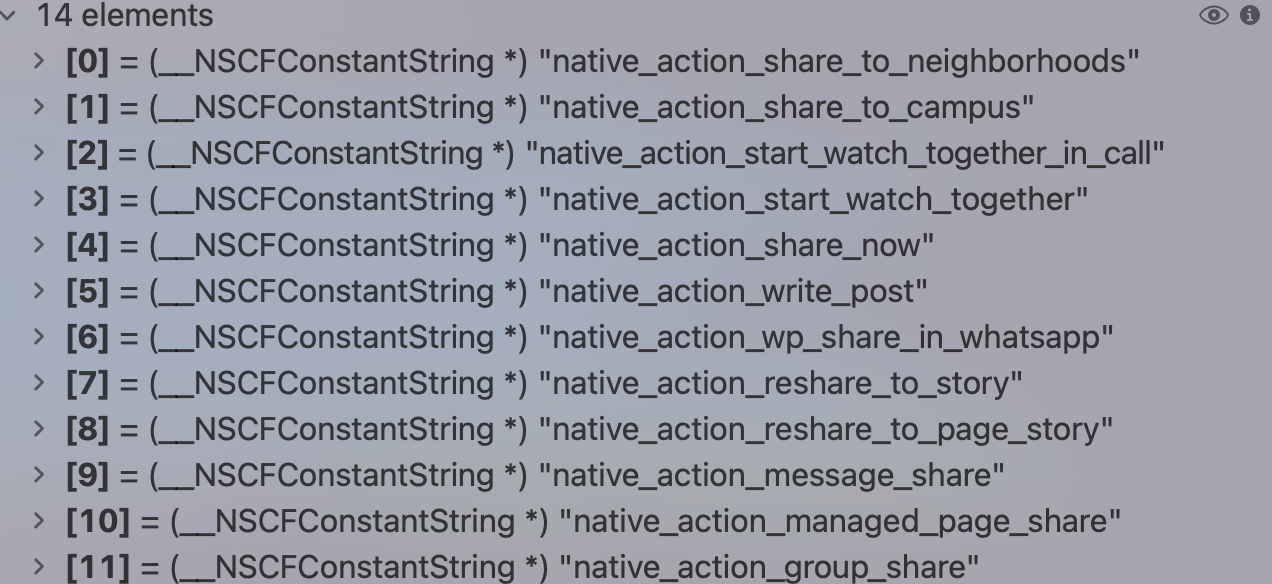 14 elements
[0] = (__NSCFConstantString *) "native_action_share_to_neighborhoods"
[1] = (__NSCFConstantString *) "native_action_share_to_campus"
[2] = (__NSCFConstantString *) "native_action_start_watch_together_in_call"
[3] = (__NSCFConstantString *) "native_action_start_watch_together"
[4] = (__NSCFConstantString *) "native_action_share_now"
[5] = (__NSCFConstantString *) "native_action_write_post"
[6] = (__NSCFConstantString *) "native_action_wp_share_in_whatsapp"
[7] = (__NSCFConstantString *) "native_action_reshare_to_story"
[8] = (__NSCFConstantString *) "native_action_reshare_to_page_story"
[9] = (__NSCFConstantString *) "native_action_message_share"
[10] = (__NSCFConstantString *) "native_action_managed_page_share"
[11] = (__NSCFConstantString *) "native_action_group_share"